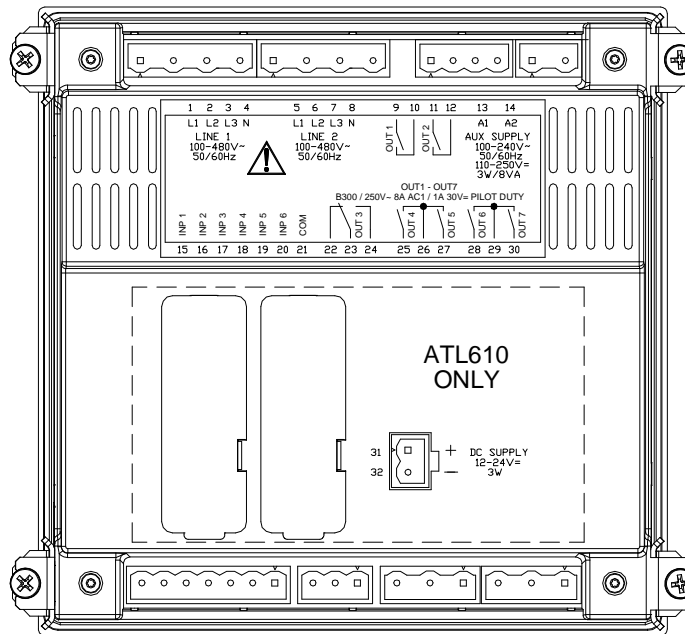 1 2 3 4 5 6 7 8 9 10 11 12 13 14
L1 L2 L3 N L1 L2 L3 N OUT 1 OUT 2 A1 A2
LINE 1 LINE 2 AUX SUPPLY
100-480V~ 100-480V~ 100-240V~
50/60Hz 50/60Hz 50/60Hz
110-250V=
3W/8VA
OUT1 - OUT7
B300 / 250V~ 8A AC1 / 1A 30V= PILOT DUTY
INP 1 INP 2 INP 3 INP 4 INP 5 INP 6 COM OUT 3 OUT 4 OUT 5 OUT 6 OUT 7
15 16 17 18 19 20 21 22 23 24 25 26 27 28 29 30
ATL610
ONLY
31 + DC SUPPLY
12-24V=
32 — 3W